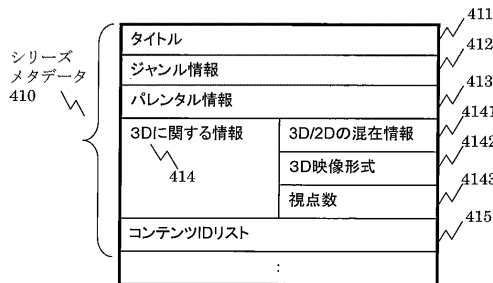 シリーズ
メタデータ
410
タイトル
411
ジャンル情報
412
パレンタル情報
413
3Dに関する情報
414
3D/2Dの混在情報
4141
3D映像形式
4142
視点数
4143
コンテンツIDリスト
415
: